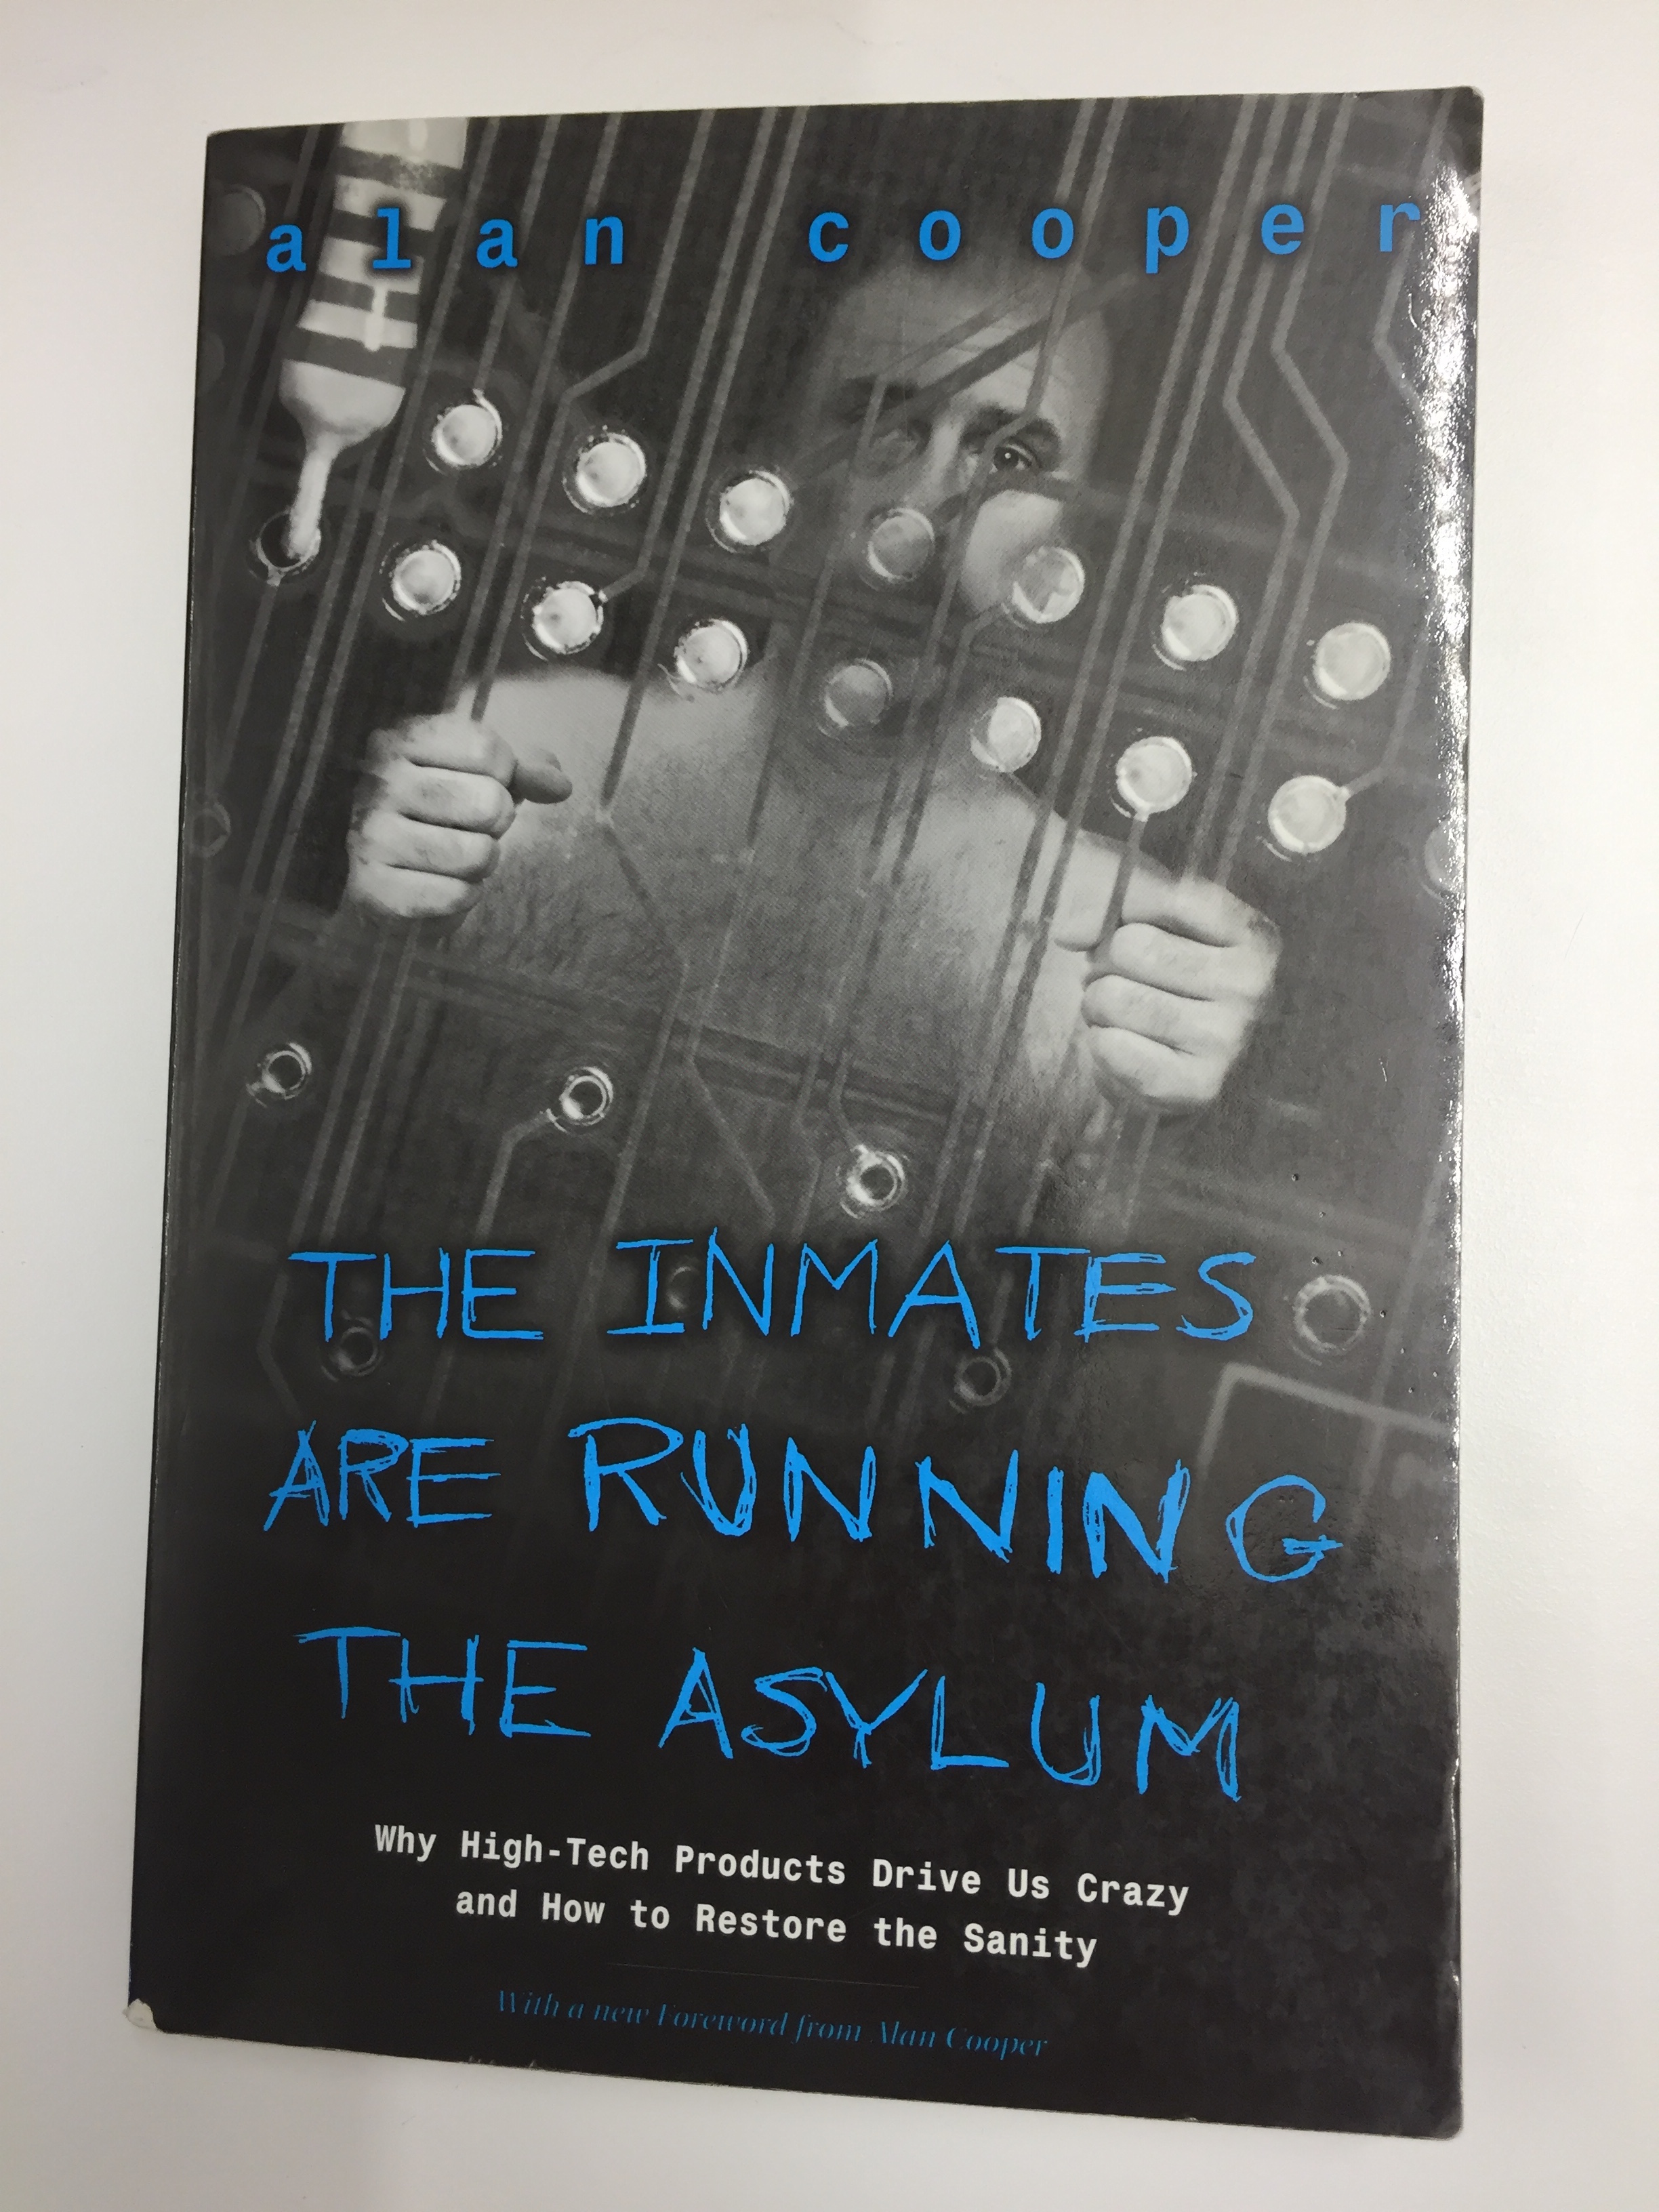 alan cooper
THE INMATES
ARE RUNNING
THE ASYLUM
Why High-Tech Products Drive Us Crazy
and How to Restore the Sanity
With a new Foreword from Alan Cooper